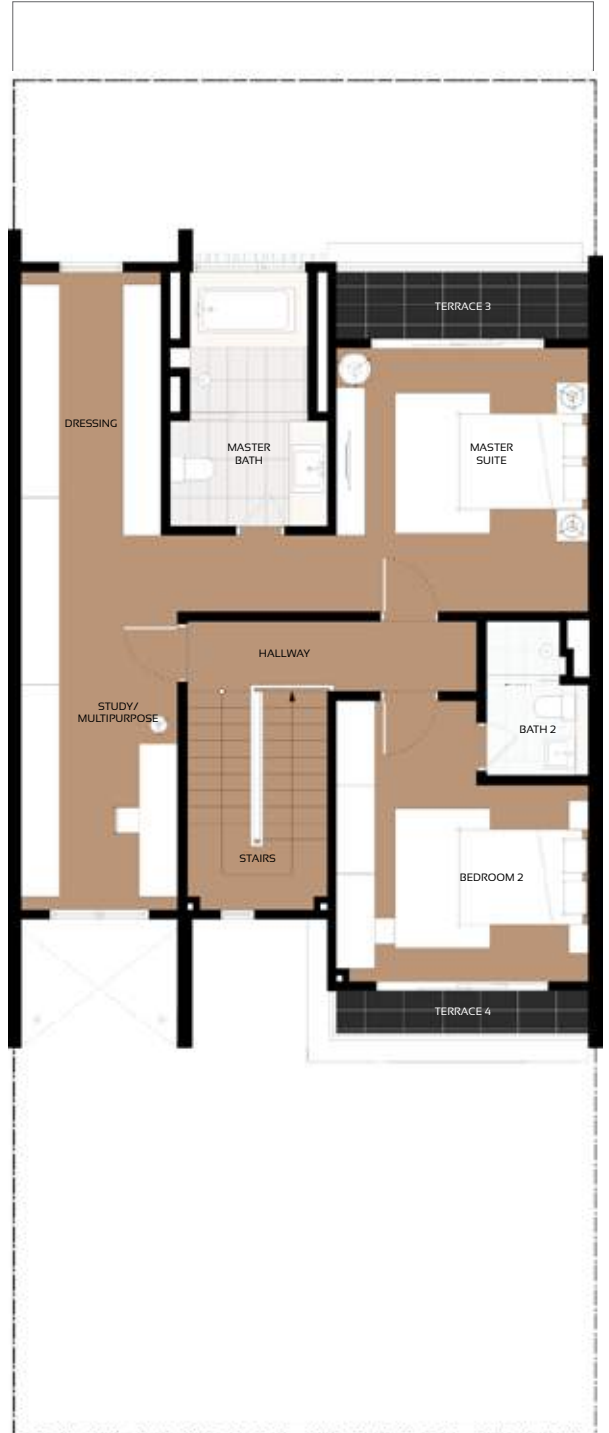 TERRACE 3
DRESSING
MASTER
BATH
MASTER
SUITE
HALLWAY
STUDY/
MULTIPURPOSE
BATH 2
STAIRS
BEDROOM 2
TERRACE 4